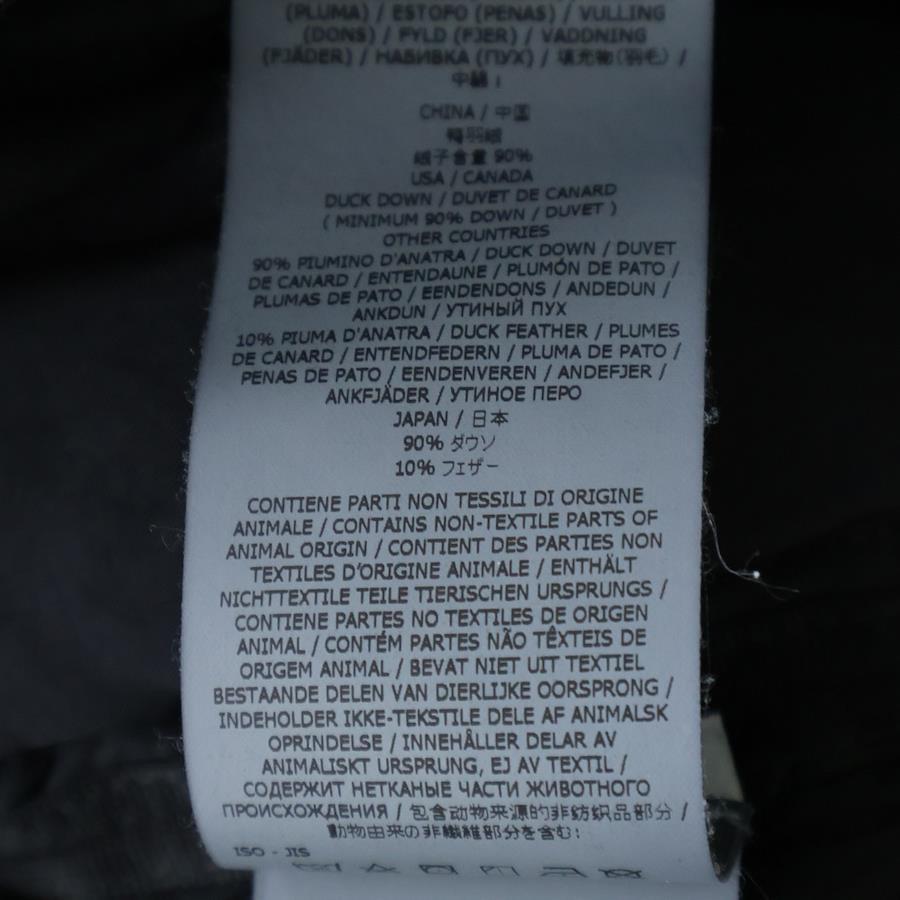 (PLUMA) / ESTOFO (PENAS) / VULLING
(DONS) / FYLD (FJER) / VADDNING
(FJÄDER) / НАБИВКА (ПУХ) / 填充物(羽毛) /
中綿 :
CHINA / 中国
鸭羽绒
绒子含量 90%
USA / CANADA
DUCK DOWN / DUVET DE CANARD
( MINIMUM 90% DOWN / DUVET )
OTHER COUNTRIES
90% PIUMINO D'ANATRA / DUCK DOWN / DUVET
DE CANARD / ENTENDAUNE / PLUMÓN DE PATO /
PLUMAS DE PATO / EENDENDONS / ANDEDUN /
ANKDUN / УТИНЫЙ ПУХ
10% PIUMA D'ANATRA / DUCK FEATHER / PLUMES
DE CANARD / ENTENDFEDERN / PLUMA DE PATO /
PENAS DE PATO / EENDENVEREN / ANDEFJER /
ANKFJÄDER / УТИНОЕ ПЕРО
JAPAN / 日本
90% ダウン
10% フェザー
CONTIENE PARTI NON TESSILI DI ORIGINE
ANIMALE / CONTAINS NON-TEXTILE PARTS OF
ANIMAL ORIGIN / CONTIENT DES PARTIES NON
TEXTILES D'ORIGINE ANIMALE / ENTHÄLT
NICHTTEXTILE TEILE TIERISCHEN URSPRUNGS /
CONTIENE PARTES NO TEXTILES DE ORIGEN
ANIMAL / CONTÉM PARTES NÃO TÊXTEIS DE
ORIGEM ANIMAL / BEVAT NIET UIT TEXTIEL
BESTAANDE DELEN VAN DIERLIJKE OORSPRONG /
INDEHOLDER IKKE-TEKSTILE DELE AF ANIMALSK
OPRINDELSE / INNEHÅLLER DELAR AV
ANIMALISKT URSPRUNG, EJ AV TEXTIL /
СОДЕРЖИТ НЕТКАНЫЕ ЧАСТИ ЖИВОТНОГО
ПРОИСХОЖДЕНИЯ / 包含动物来源的非纺织品部分 /
動物由来の非繊維部分を含む:
ISO - JIS